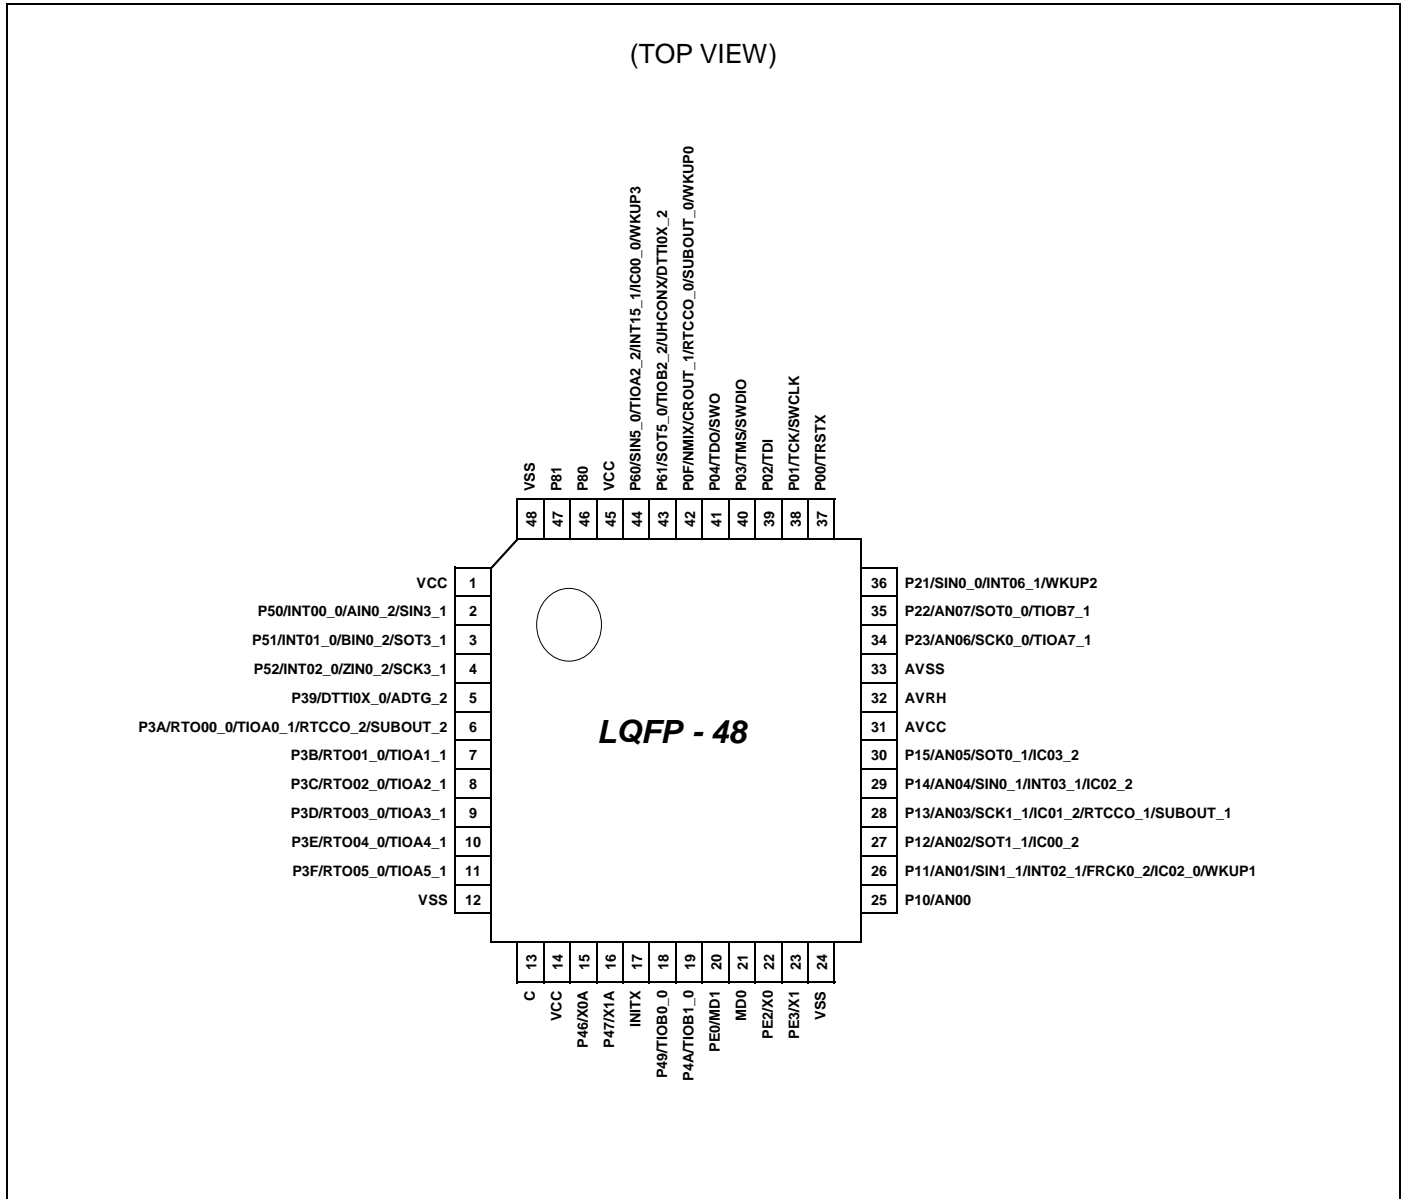 (TOP VIEW)
VSS
P81
P80
VCC
P60/SIN5_0/TIOA2_2/INT15_1/IC00_0/WKUP3
P61/SOT5_0/TIOB2_2/UHCONX/DTTI0X_2
P0F/NMIX/CROUT_1/RTCCO_0/SUBOUT_0/WKUP0
P04/TDO/SWO
P03/TMS/SWDIO
P02/TDI
P01/TCK/SWCLK
P00/TRSTX
48 47 46 45 44 43 42 41 40 39 38 37
VCC 1
P50/INT00_0/AIN0_2/SIN3_1 2
P51/INT01_0/BIN0_2/SOT3_1 3
P52/INT02_0/ZIN0_2/SCK3_1 4
P39/DTTI0X_0/ADTG_2 5
P3A/RTO00_0/TIOA0_1/RTCCO_2/SUBOUT_2 6
P3B/RTO01_0/TIOA1_1 7
P3C/RTO02_0/TIOA2_1 8
P3D/RTO03_0/TIOA3_1 9
P3E/RTO04_0/TIOA4_1 10
P3F/RTO05_0/TIOA5_1 11
VSS 12
LQFP - 48
36 P21/SIN0_0/INT06_1/WKUP2
35 P22/AN07/SOT0_0/TIOB7_1
34 P23/AN06/SCK0_0/TIOA7_1
33 AVSS
32 AVRH
31 AVCC
30 P15/AN05/SOT0_1/IC03_2
29 P14/AN04/SIN0_1/INT03_1/IC02_2
28 P13/AN03/SCK1_1/IC01_2/RTCCO_1/SUBOUT_1
27 P12/AN02/SOT1_1/IC00_2
26 P11/AN01/SIN1_1/INT02_1/FRCK0_2/IC02_0/WKUP1
25 P10/AN00
13 14 15 16 17 18 19 20 21 22 23 24
C
VCC
P46/X0A
P47/X1A
INITX
P49/TIOB0_0
P4A/TIOB1_0
PE0/MD1
MD0
PE2/X0
PE3/X1
VSS